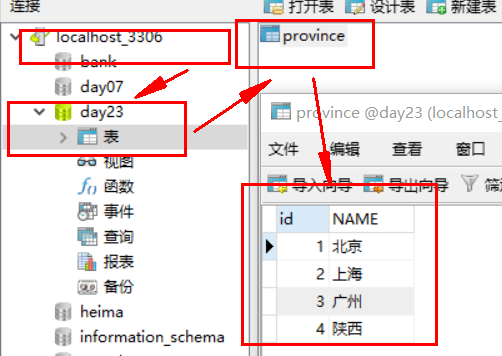 连接
localhost_3306
bank
day07
day23
表
视图
函数
事件
查询
报表
备份
heima
information_schema
打开表 设计表 新建表
province
province @day23 (localhost_
文件 编辑 查看 窗口
导入向导 导出向导
id NAME
1 北京
2 上海
3 广州
4 陕西